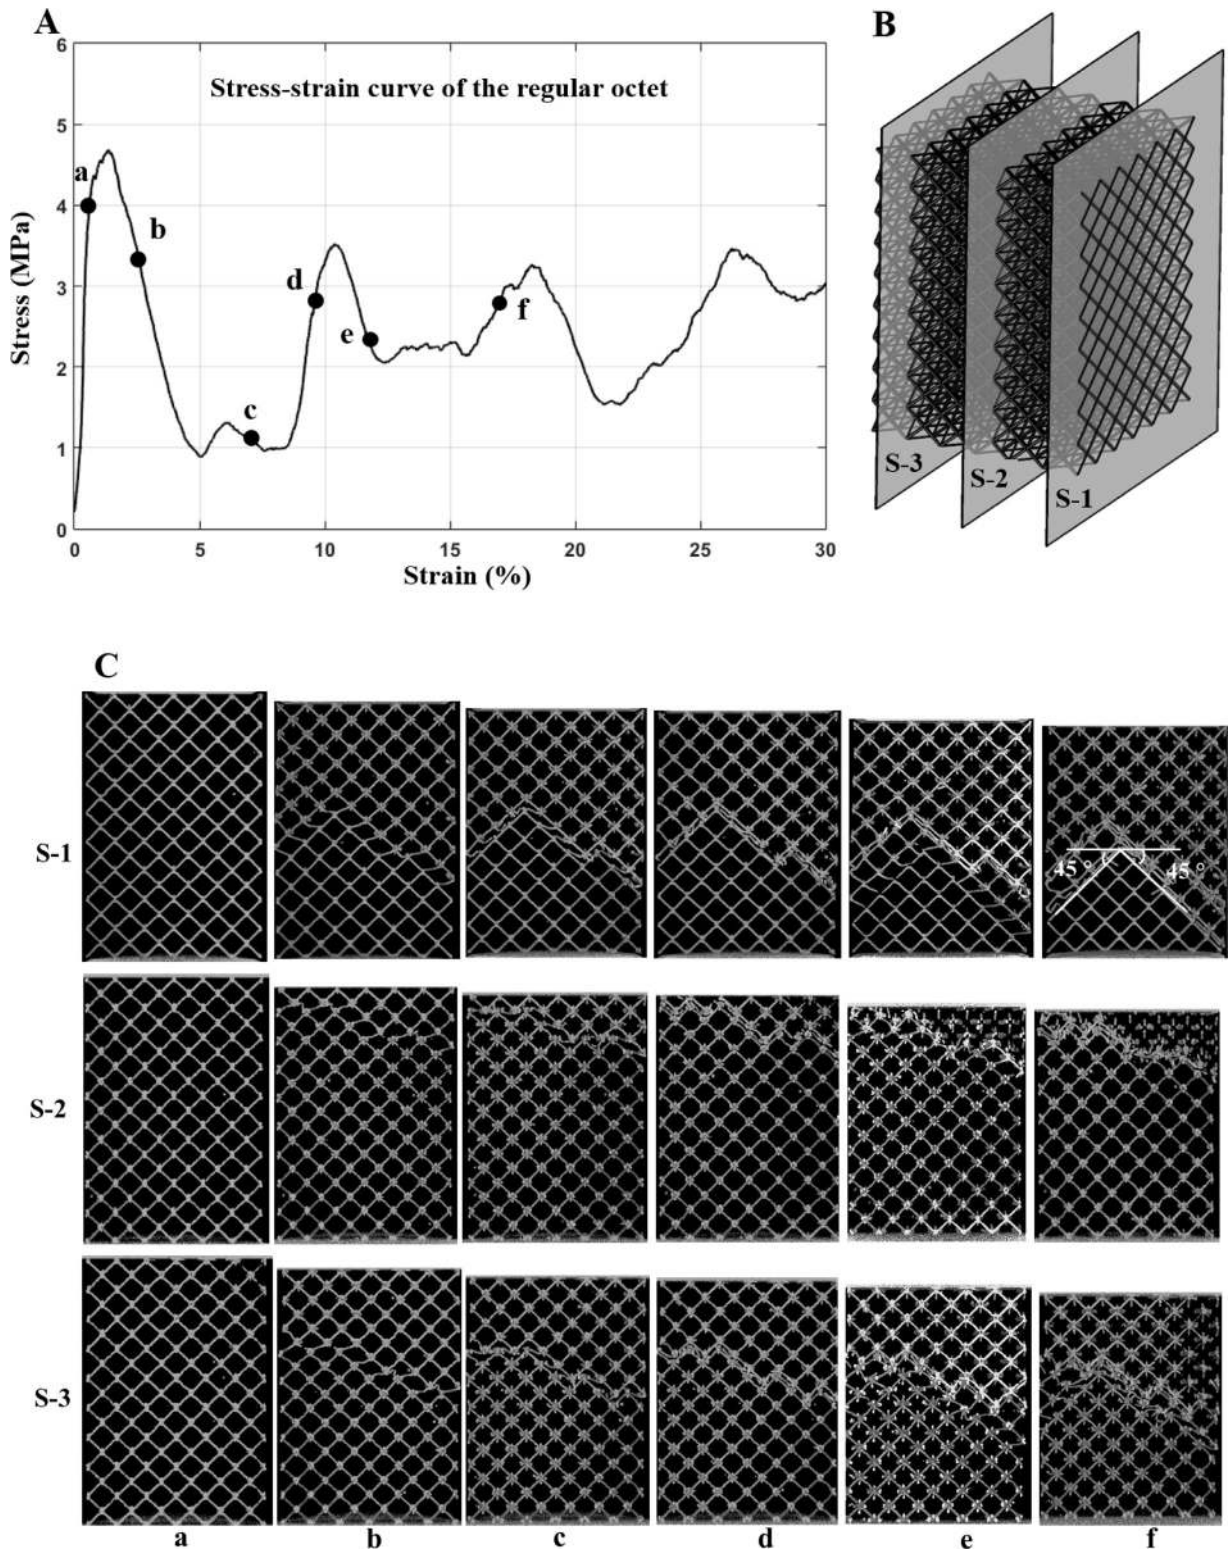 A
B
6
5
4
3
2
1
0
Stress (MPa)
Stress-strain curve of the regular octet
a
b
c
d
e
f
0 5 10 15 20 25 30
Strain (%)
S-3
S-2
S-1
C
S-1
45 ° 45 °
S-2
S-3
a b c d e f